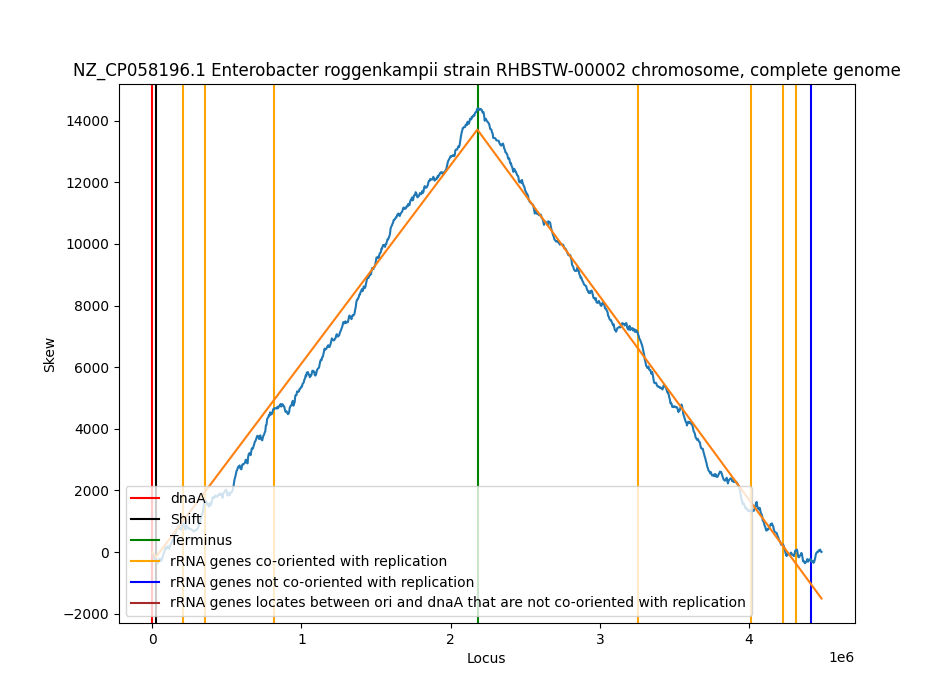 NZ_CP058196.1 Enterobacter roggenkampii strain RHBSTW-00002 chromosome, complete genome
14000
12000
10000
8000
6000
4000
2000
0
−2000
Skew
dnaA
Shift
Terminus
rRNA genes co-oriented with replication
rRNA genes not co-oriented with replication
rRNA genes locates between ori and dnaA that are not co-oriented with replication
0 1 2 3 4
1e6
Locus